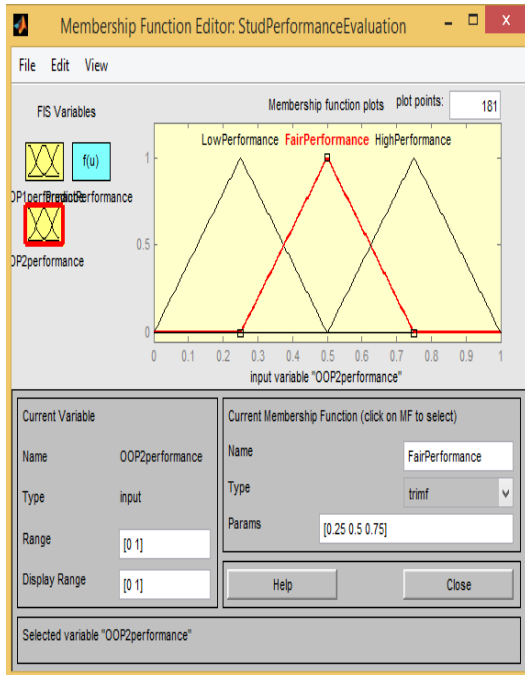 Membership Function Editor: StudPerformanceEvaluation
File Edit View
FIS Variables
Membership function plots plot points: 181
LowPerformance FairPerformance HighPerformance
f(u)
OP2performance
1
0.5
0
0 0.1 0.2 0.3 0.4 0.5 0.6 0.7 0.8 0.9 1
input variable "OOP2performance"
Current Variable
Name OOP2performance
Type input
Range [0 1]
Display Range [0 1]
Current Membership Function (click on MF to select)
Name FairPerformance
Type trimf
Params [0.25 0.5 0.75]
Help Close
Selected variable "OOP2performance"